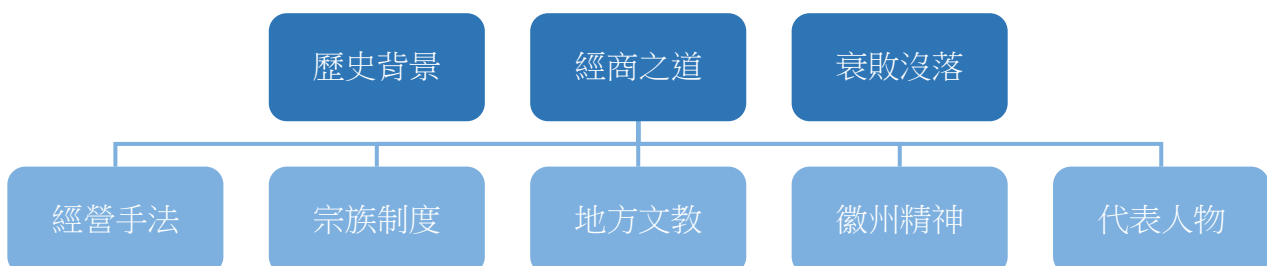 歷史背景
經商之道
衰敗沒落
經營手法
宗族制度
地方文教
徽州精神
代表人物